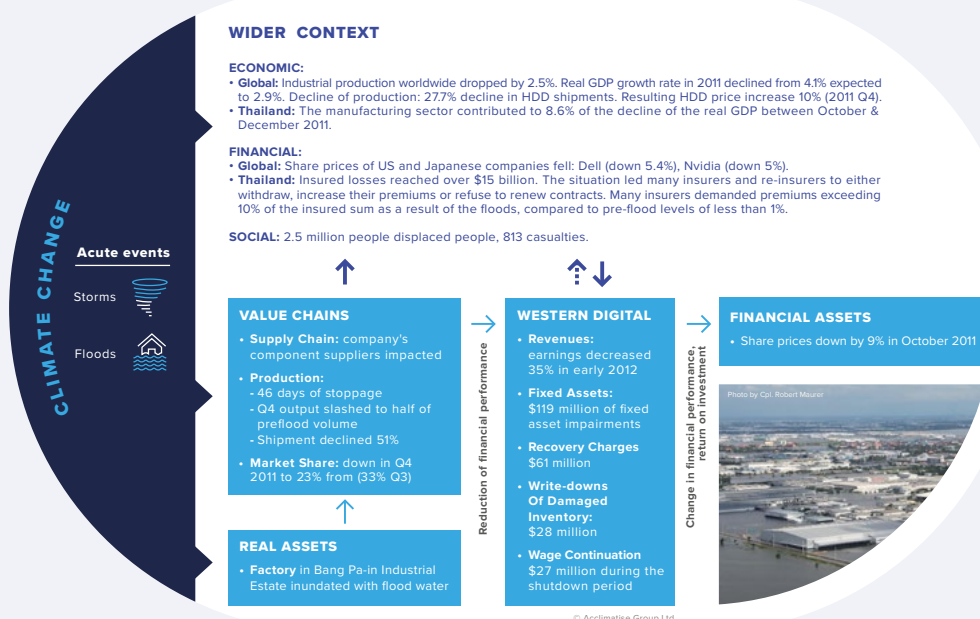 WIDER CONTEXT
ECONOMIC:
• Global: Industrial production worldwide dropped by 2.5%. Real GDP growth rate in 2011 declined from 4.1% expected
to 2.9%. Decline of production: 27.7% decline in HDD shipments. Resulting HDD price increase 10% (2011 Q4).
• Thailand: The manufacturing sector contributed to 8.6% of the decline of the real GDP between October &
December 2011.
FINANCIAL:
• Global: Share prices of US and Japanese companies fell: Dell (down 5.4%), Nvidia (down 5%).
• Thailand: Insured losses reached over $15 billion. The situation led many insurers and re-insurers to either
withdraw, increase their premiums or refuse to renew contracts. Many insurers demanded premiums exceeding
10% of the insured sum as a result of the floods, compared to pre-flood levels of less than 1%.
SOCIAL: 2.5 million people displaced people, 813 casualties.
CLIMATE CHANGE
Acute events
Storms
Floods
VALUE CHAINS
• Supply Chain: company's
component suppliers impacted
• Production:
- 46 days of stoppage
- Q4 output slashed to half of
preflood volume
- Shipment declined 51%
• Market Share: down in Q4
2011 to 23% from (33% Q3)
REAL ASSETS
• Factory in Bang Pa-in Industrial
Estate inundated with flood water
Reduction of financial performance
WESTERN DIGITAL
• Revenues:
earnings decreased
35% in early 2012
• Fixed Assets:
$119 million of fixed
asset impairments
• Recovery Charges
$61 million
• Write-downs
Of Damaged
Inventory:
$28 million
• Wage Continuation
$27 million during the
shutdown period
Change in financial performance,
return on investment
FINANCIAL ASSETS
• Share prices down by 9% in October 2011
Photo by Cpl. Robert Maurer
© Acclimatise Group Ltd